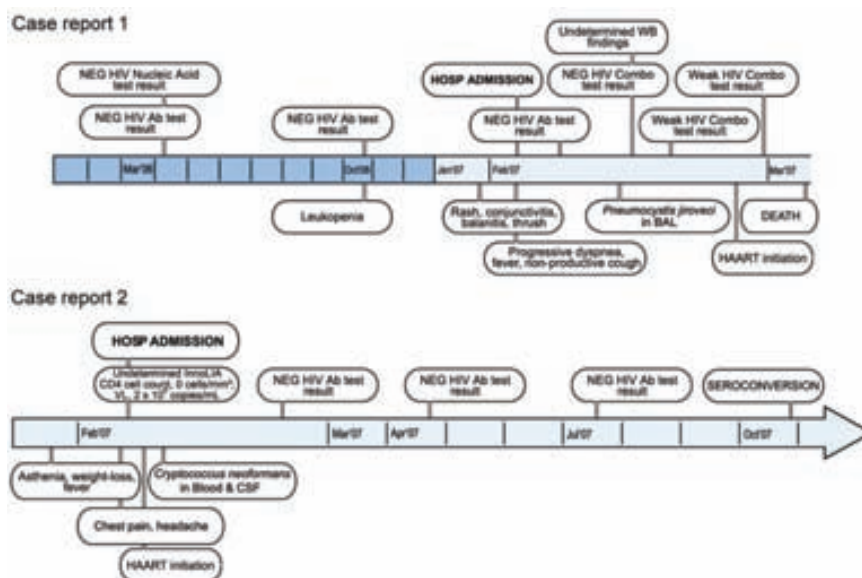 Case report 1
Undetermined WB
findings
NEG HIV Nucleic Acid
test result
HOSP ADMISSION
NEG HIV Combo
test result
Weak HIV Combo
test result
NEG HIV Ab test
result
NEG HIV Ab test
result
NEG HIV Ab test
result
Weak HIV Combo
test result
Mar'06
Oct'06
Jan'07
Feb'07
Mar'07
Leukopenia
Rash, conjunctivitis,
balanitis, thrush
Pneumocystis jiroveci
in BAL
DEATH
Progressive dyspnea,
fever, non-productive cough
HAART initiation
Case report 2
HOSP ADMISSION
Undetermined InnoLIA
CD4 cell count, 0 cells/mm³
VL, 2 x 10 copies/mL
NEG HIV Ab test
result
NEG HIV Ab test
result
NEG HIV Ab test
result
SEROCONVERSION
Feb'07
Mar'07
Apr'07
Jul'07
Oct'07
Asthenia, weight-loss,
fever
Cryptococcus neoformans
in Blood & CSF
Chest pain, headache
HAART initiation